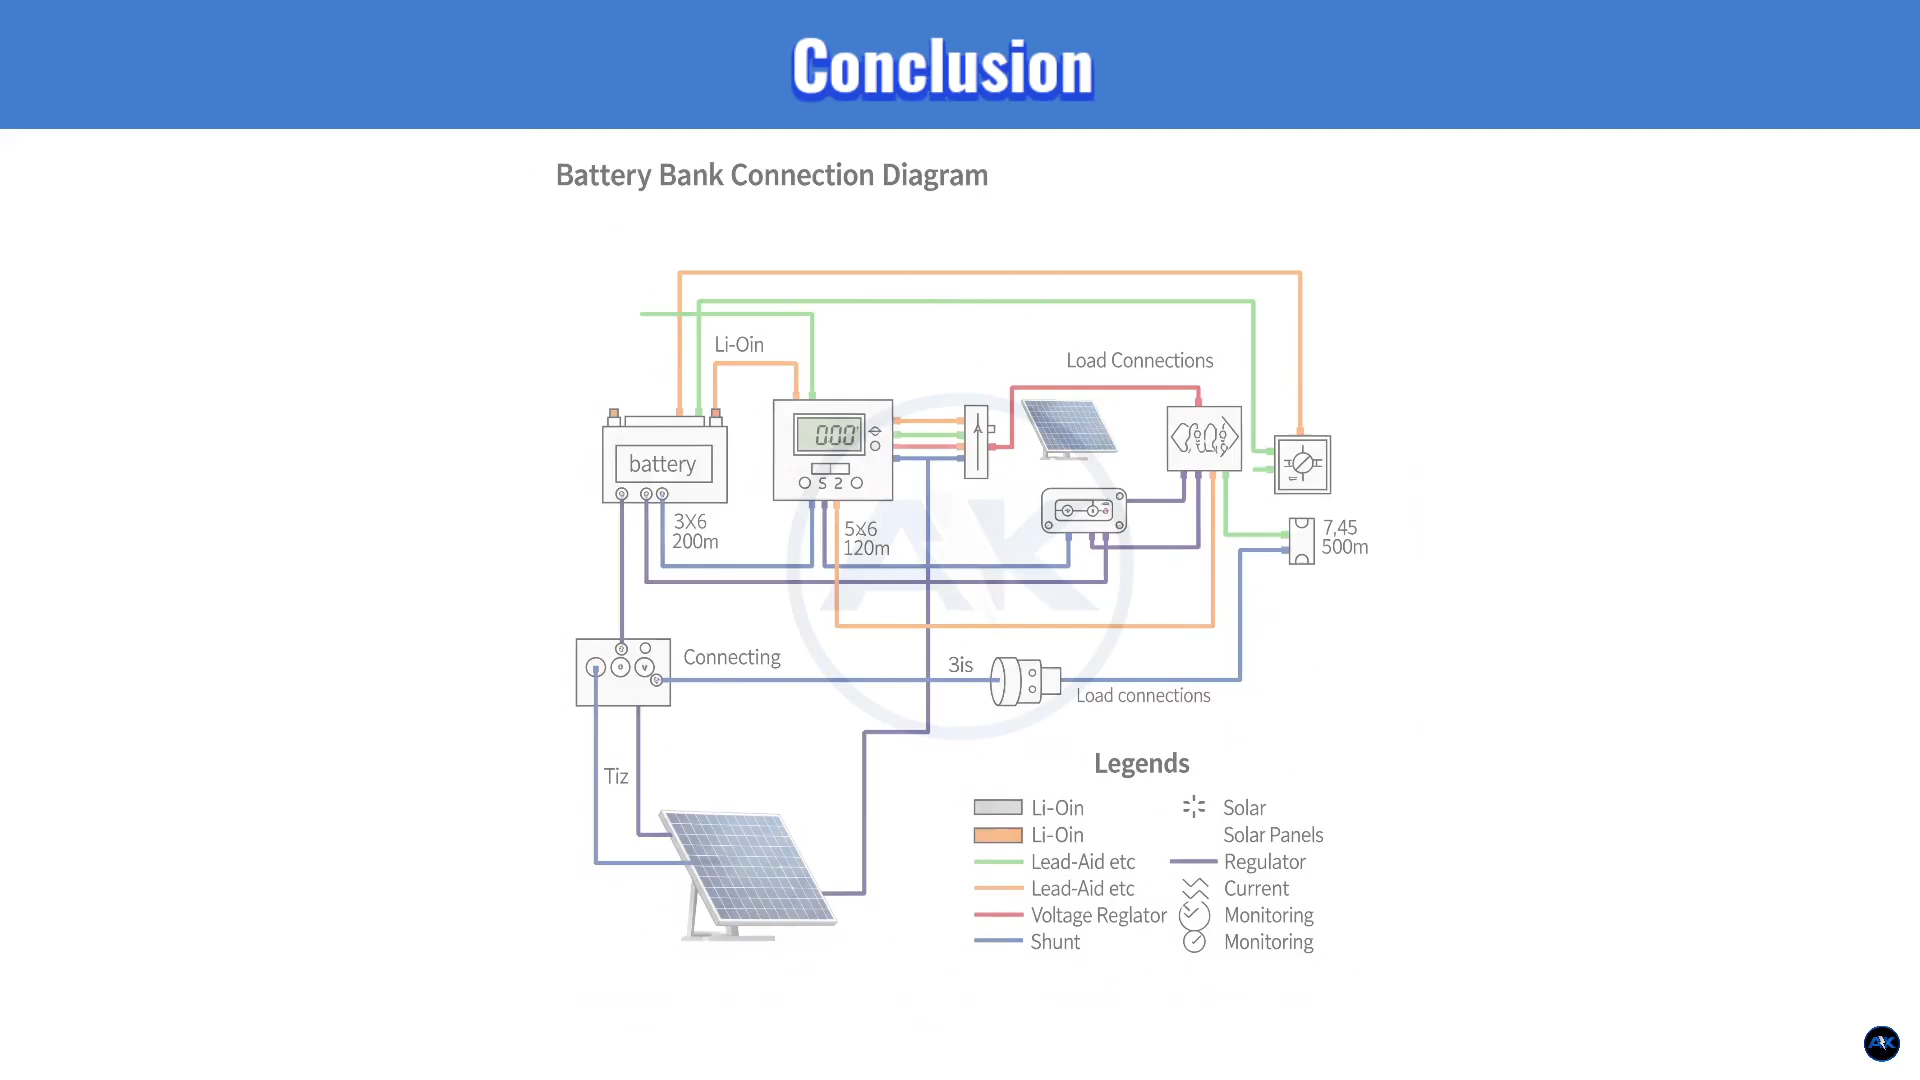 Conclusion
Battery Bank Connection Diagram
Li-Oin
Load Connections
000
battery
S 2
3X6
200m
5x6
120m
7,45
500m
Connecting
3is
Load connections
Tiz
Legends
Li-Oin
Solar
Li-Oin
Solar Panels
Lead-Aid etc
Regulator
Lead-Aid etc
Current
Voltage Reglator
Monitoring
Shunt
Monitoring
AK
AK